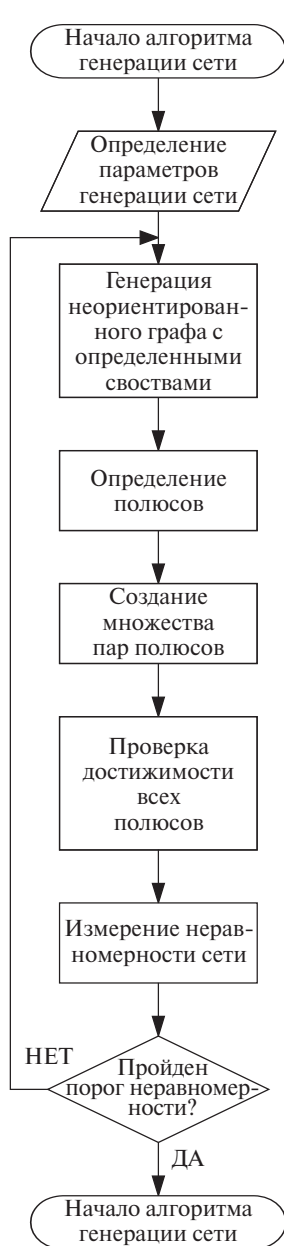 Начало алгоритма
генерации сети
Определение
параметров
генерации сети
Генерация
неориентирован-
ного графа с
определенными
своствами
Определение
полюсов
Создание
множества
пар полюсов
Проверка
достижимости
всех
полюсов
Измерение нерав-
номерности сети
НЕТ
Пройден
порог неравномер-
ности?
ДА
Начало алгоритма
генерации сети